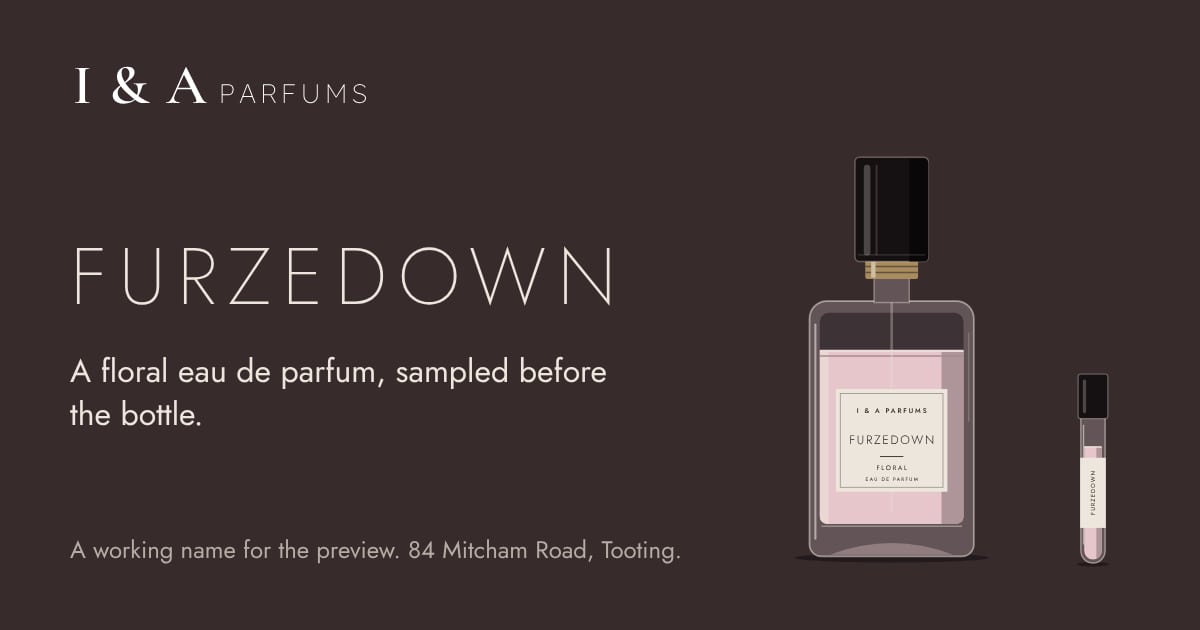 I & A PARFUMS
FURZEDOWN
A floral eau de parfum, sampled before
the bottle.
A working name for the preview. 84 Mitcham Road, Tooting.
I & A PARFUMS
FURZEDOWN
FLORAL
EAU DE PARFUM
FURZEDOWN